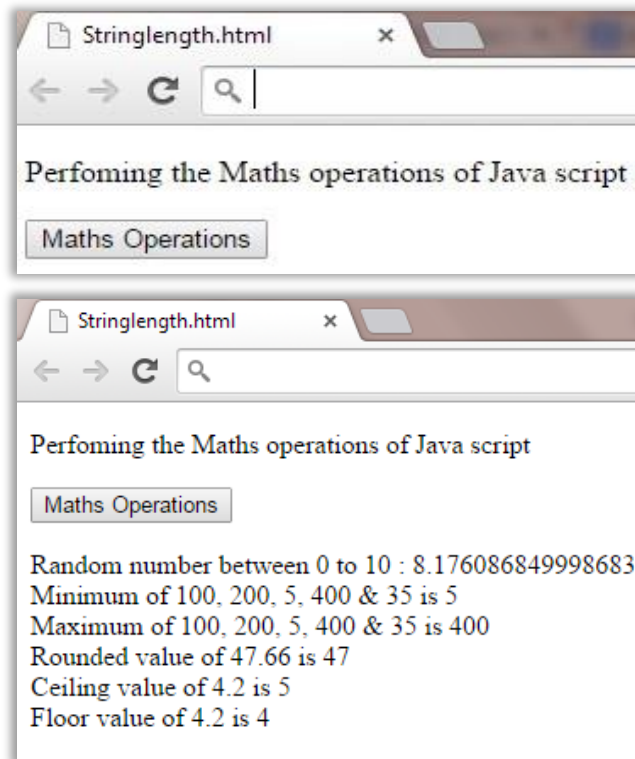 Stringlength.html
Perfoming the Maths operations of Java script
Maths Operations
Stringlength.html
Perfoming the Maths operations of Java script
Maths Operations
Random number between 0 to 10 : 8.176086849998683
Minimum of 100, 200, 5, 400 & 35 is 5
Maximum of 100, 200, 5, 400 & 35 is 400
Rounded value of 47.66 is 47
Ceiling value of 4.2 is 5
Floor value of 4.2 is 4